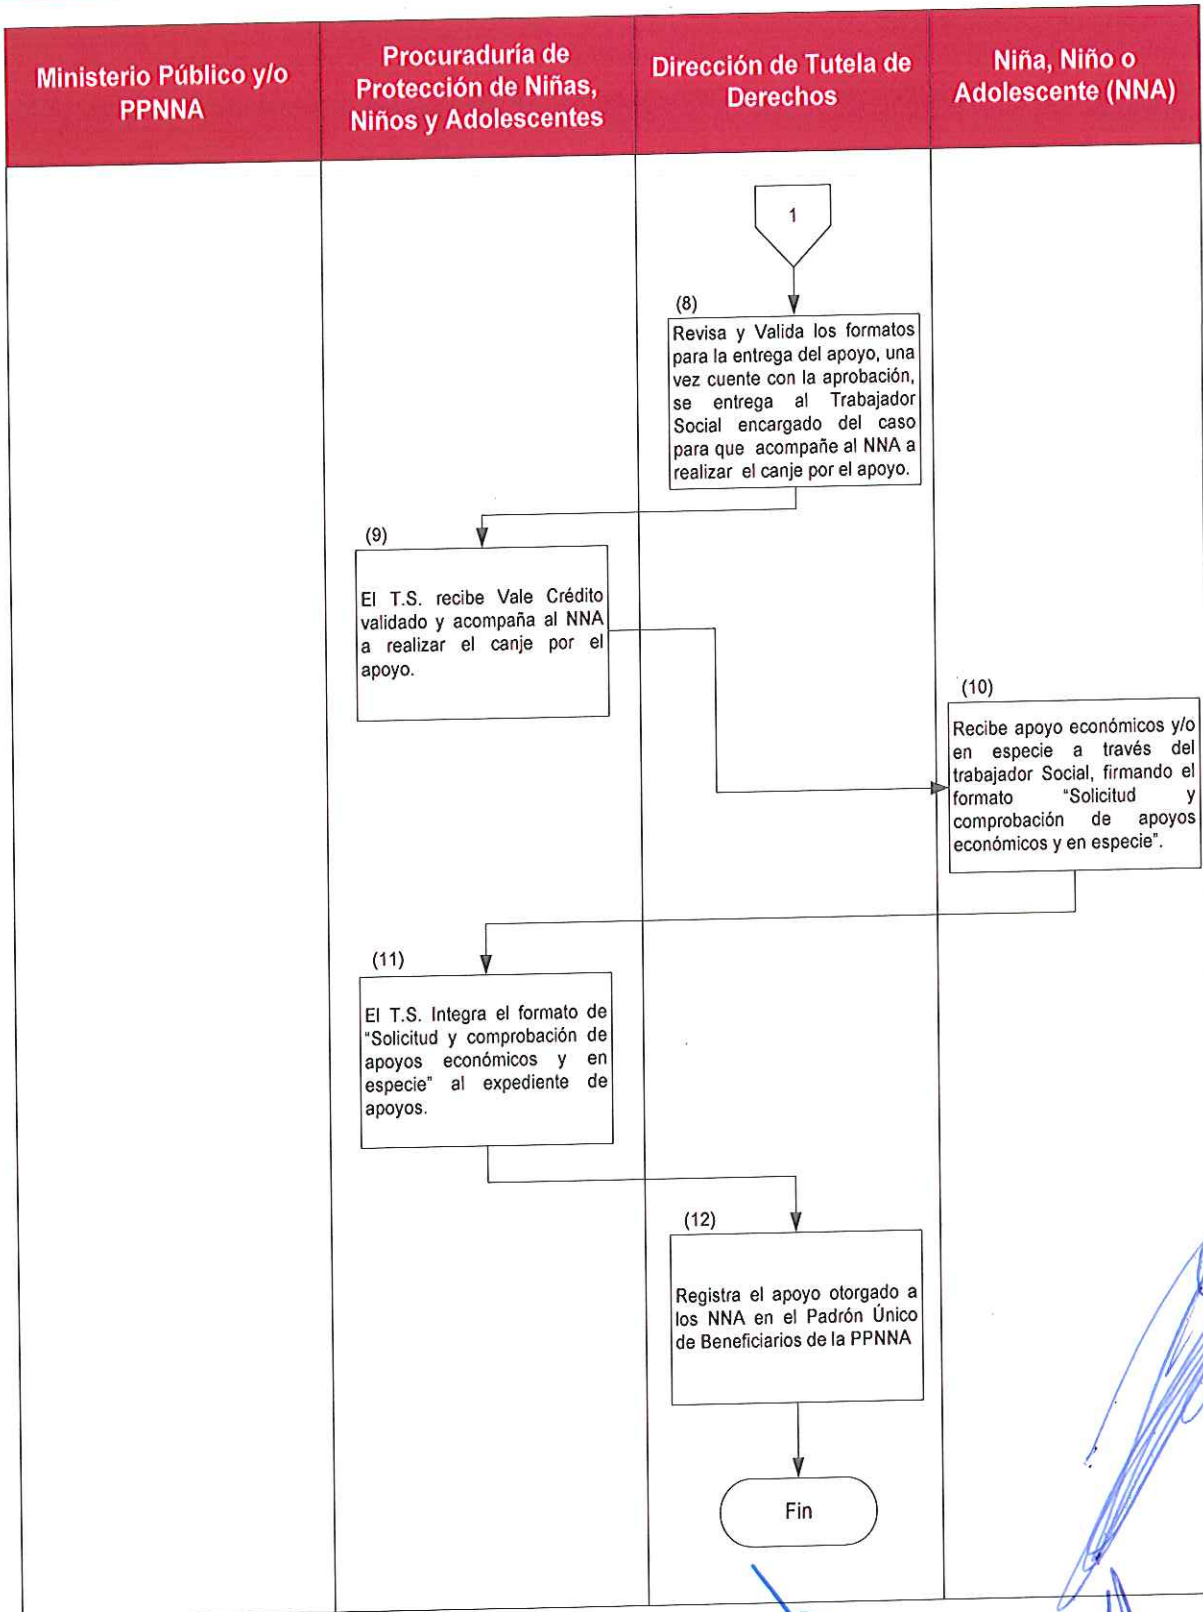 Ministerio Público y/o
PPNNA
Procuraduría de
Protección de Niñas,
Niños y Adolescentes
Dirección de Tutela de
Derechos
Niña, Niño o
Adolescente (NNA)
1
(8)
Revisa y Valida los formatos
para la entrega del apoyo, una
vez cuente con la aprobación,
se entrega al Trabajador
Social encargado del caso
para que acompañe al NNA a
realizar el canje por el apoyo.
(9)
El T.S. recibe Vale Crédito
validado y acompaña al NNA
a realizar el canje por el
apoyo.
(10)
Recibe apoyo económicos y/o
en especie a través del
trabajador Social, firmando el
formato "Solicitud y
comprobación de apoyos
económicos y en especie".
(11)
El T.S. Integra el formato de
"Solicitud y comprobación de
apoyos económicos y en
especie" al expediente de
apoyos.
(12)
Registra el apoyo otorgado a
los NNA en el Padrón Único
de Beneficiarios de la PPNNA
Fin